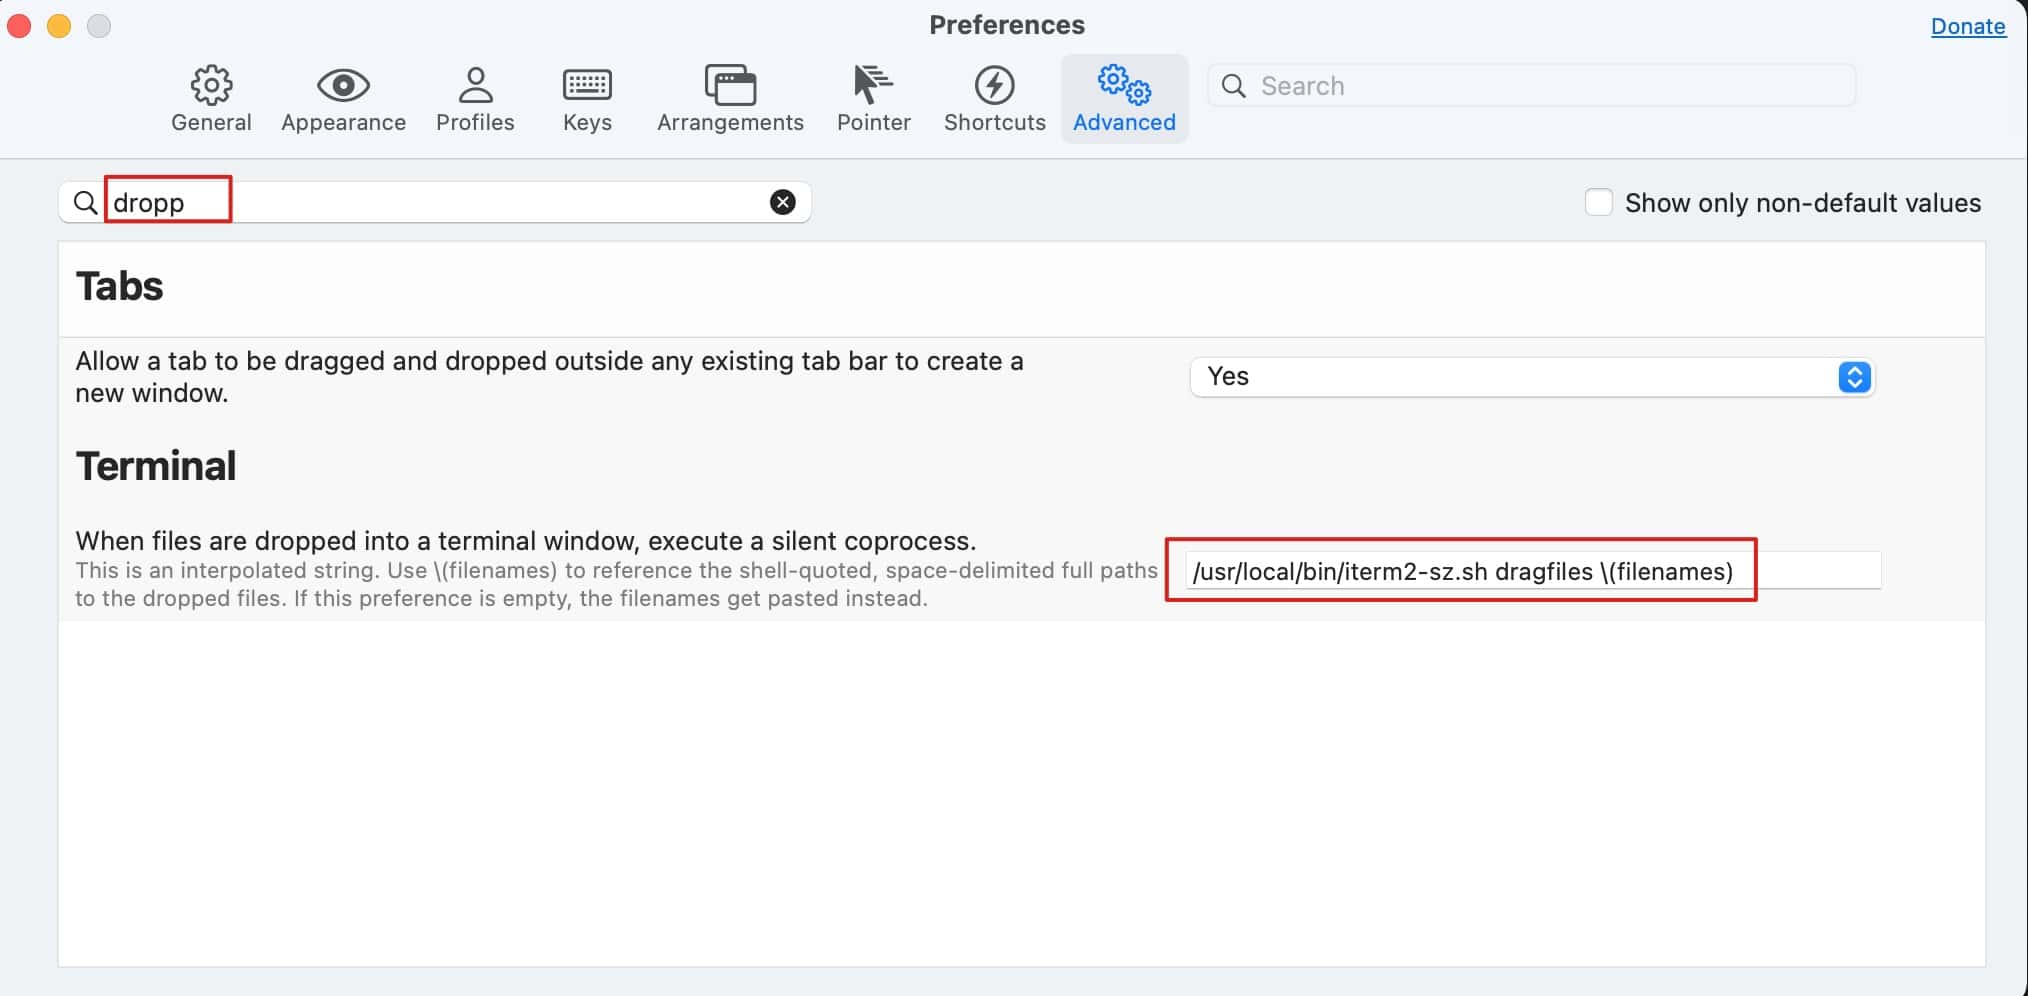 Preferences
Donate
General
Appearance
Profiles
Keys
Arrangements
Pointer
Shortcuts
Advanced
Search
dropp
Show only non-default values
Tabs
Allow a tab to be dragged and dropped outside any existing tab bar to create a
new window.
Yes
Terminal
When files are dropped into a terminal window, execute a silent coprocess.
This is an interpolated string. Use \(filenames) to reference the shell-quoted, space-delimited full paths
to the dropped files. If this preference is empty, the filenames get pasted instead.
/usr/local/bin/iterm2-sz.sh dragfiles \(filenames)